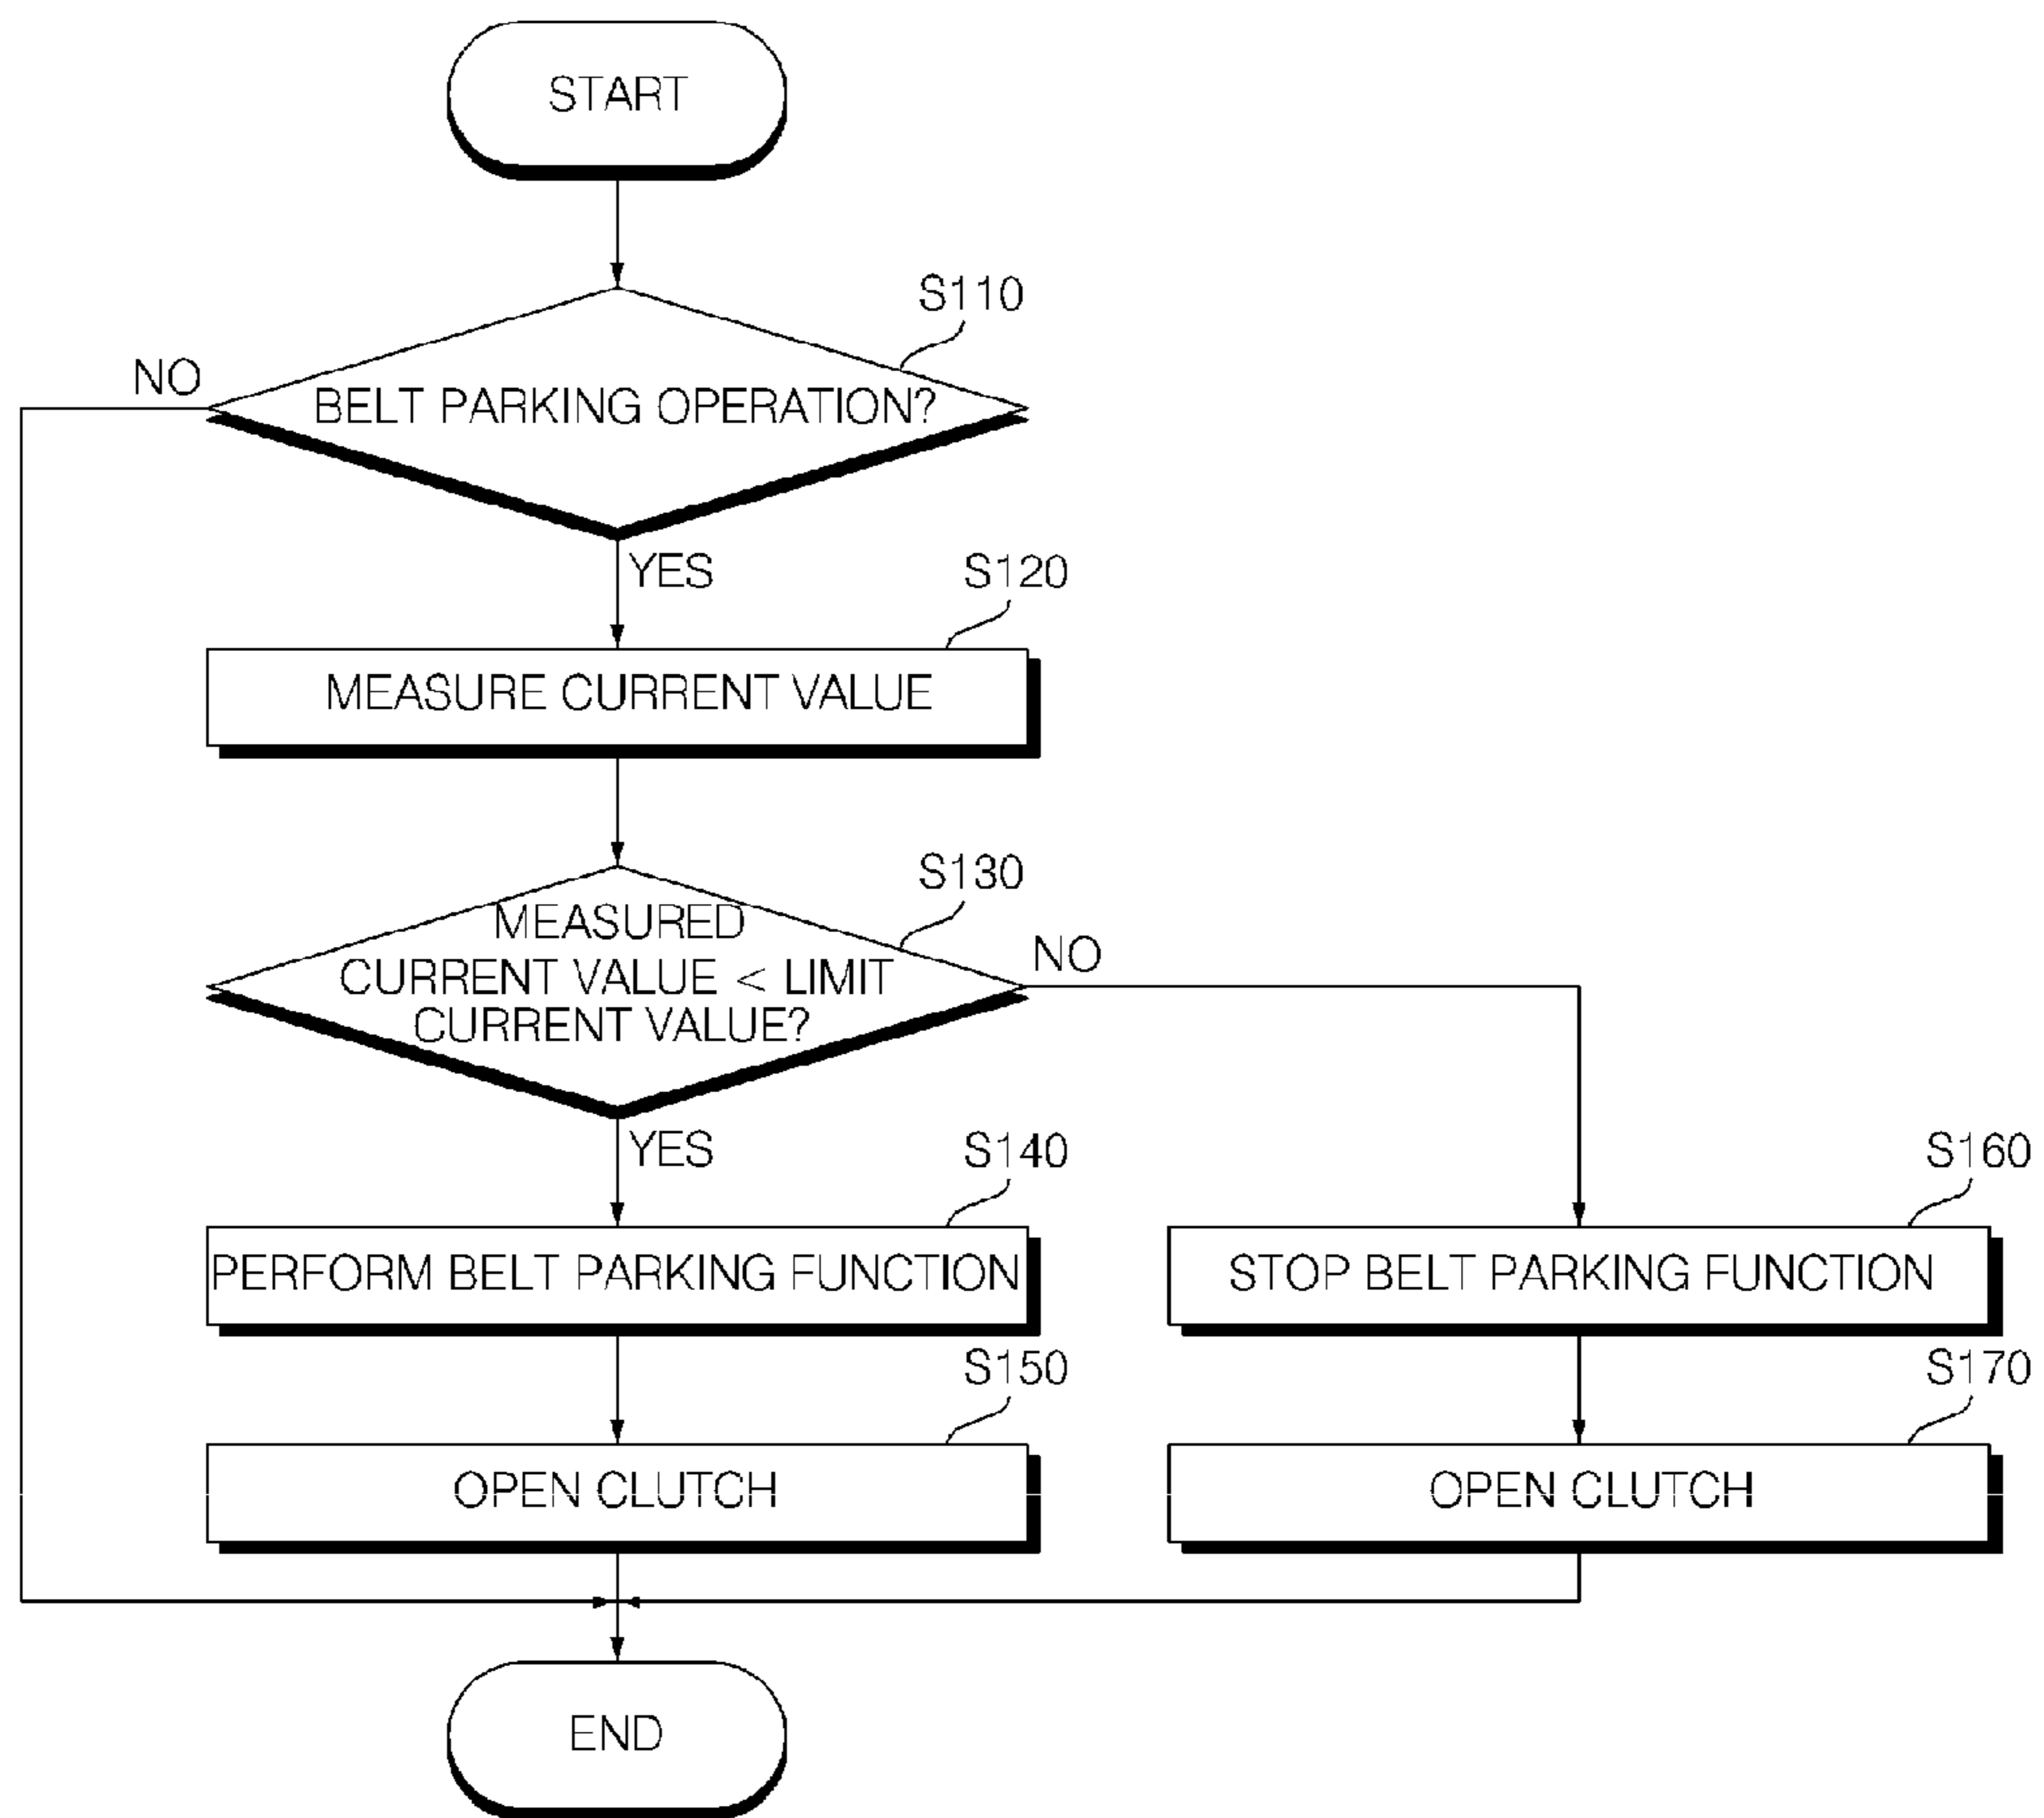 START
S110
NO
BELT PARKING OPERATION?
YES
S120
MEASURE CURRENT VALUE
S130
MEASURED
CURRENT VALUE < LIMIT
CURRENT VALUE?
NO
YES
S140
PERFORM BELT PARKING FUNCTION
S160
STOP BELT PARKING FUNCTION
S150
OPEN CLUTCH
S170
OPEN CLUTCH
END